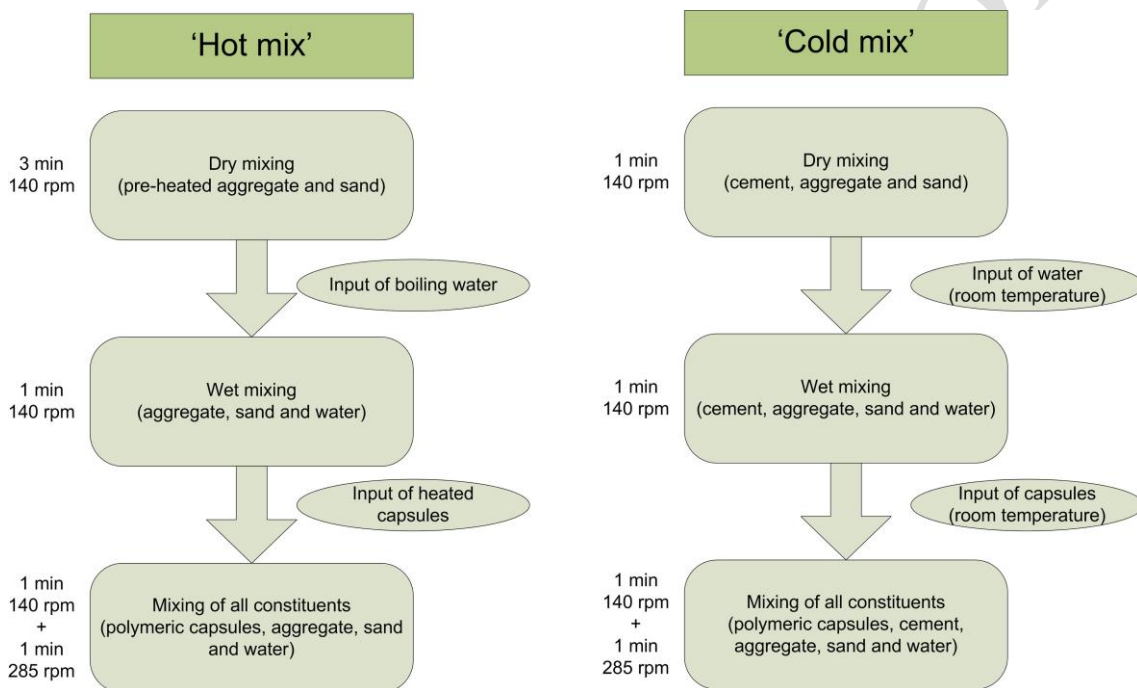 ‘Hot mix’
3 min
140 rpm
Dry mixing
(pre-heated aggregate and sand)
Input of boiling water
1 min
140 rpm
Wet mixing
(aggregate, sand and water)
Input of heated
capsules
1 min
140 rpm
+
1 min
285 rpm
Mixing of all constituents
(polymeric capsules, aggregate, sand
and water)
‘Cold mix’
1 min
140 rpm
Dry mixing
(cement, aggregate and sand)
Input of water
(room temperature)
1 min
140 rpm
Wet mixing
(cement, aggregate, sand and water)
Input of capsules
(room temperature)
1 min
140 rpm
+
1 min
285 rpm
Mixing of all constituents
(polymeric capsules, cement,
aggregate, sand and water)